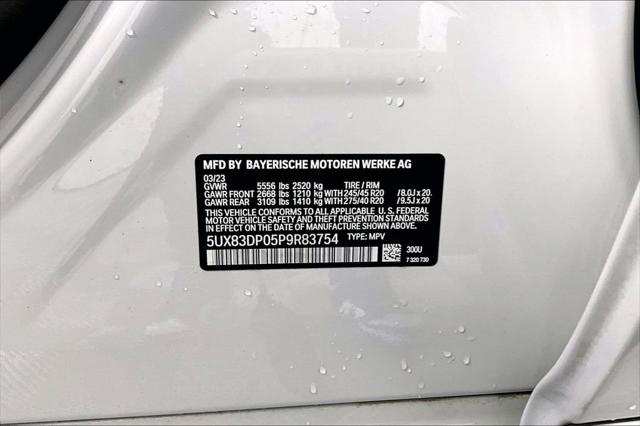 MFD BY BAYERISCHE MOTOREN WERKE AG
03/23
GVWR 5556 lbs 2520 kg TIRE / RIM
GAWR FRONT 2668 lbs 1210 kg WITH 245/45 R20 /8.0J x 20.
GAWR REAR 3109 lbs 1410 kg WITH 275/40 R20 /9.5J x 20
THIS VEHICLE CONFORMS TO ALL APPLICABLE U.S.
FEDERAL MOTOR VEHICLE SAFETY AND THEFT PREVENTION
STANDARDS IN EFFECT ON THE DATE OF MANUFACTURE SHOWN ABOVE.
5UX83DP05P9R83754 TYPE: MPV
300U
7 320 730